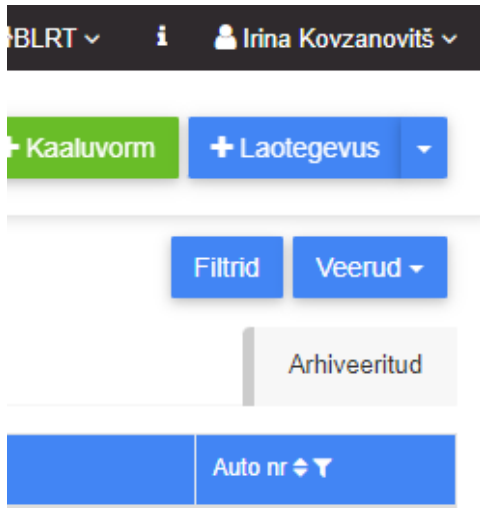 BLRT i Irina Kovzanovitš
+ Kaaluvorm + Laotegevus
Filtrid Veerud
Arhiveeritud
Auto nr